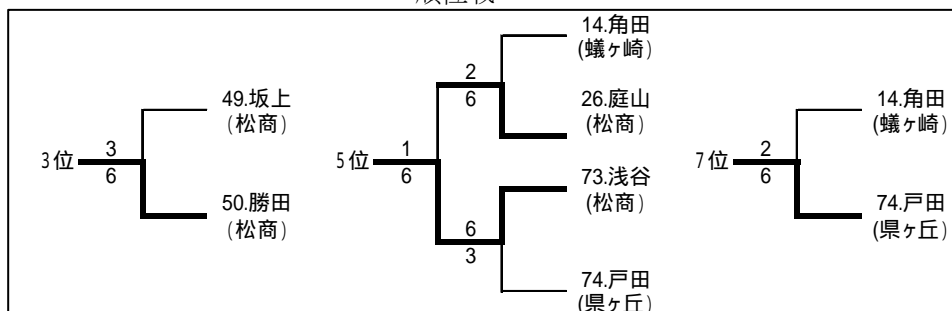 49.坂上
(松商)
3位
3
6
50.勝田
(松商)
14.角田
(蟻ヶ崎)
2
6
26.庭山
(松商)
5位
1
6
73.浅谷
(松商)
6
3
74.戸田
(県ヶ丘)
14.角田
(蟻ヶ崎)
7位
2
6
74.戸田
(県ヶ丘)